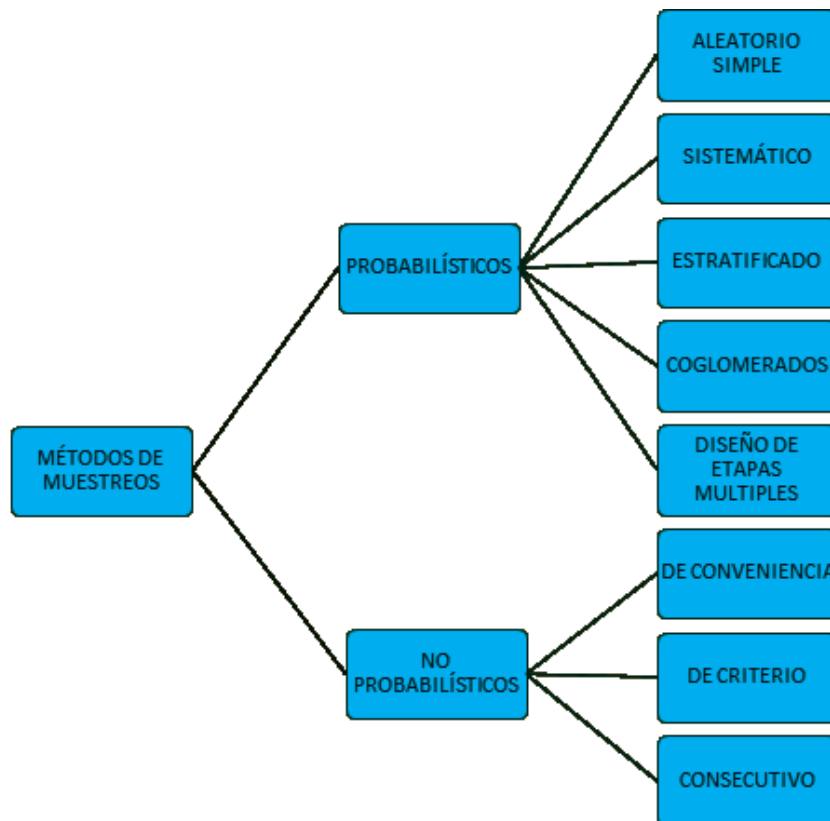 ALEATORIO
SIMPLE
SISTEMÁTICO
PROBABILÍSTICOS
ESTRATIFICADO
COGLOMERADOS
MÉTODOS DE
MUESTREOS
DISEÑO DE
ETAPAS
MULTIPLES
DE CONVENIENCIA
NO
PROBABILÍSTICOS
DE CRITERIO
CONSECUTIVO